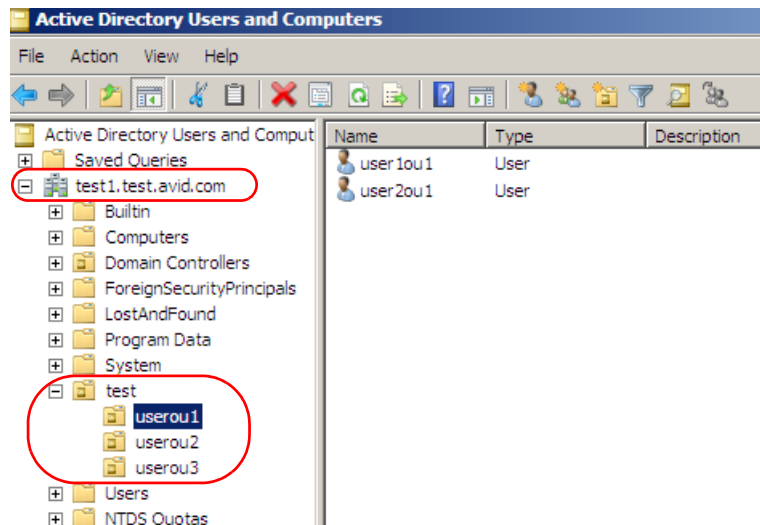 Active Directory Users and Computers
File Action View Help
Active Directory Users and Comput
Name Type Description
Saved Queries
user1ou1 User
test1.test.avid.com
user2ou1 User
Builtin
Computers
Domain Controllers
ForeignSecurityPrincipals
LostAndFound
Program Data
System
test
userou1
userou2
userou3
Users
NTDS Quotas